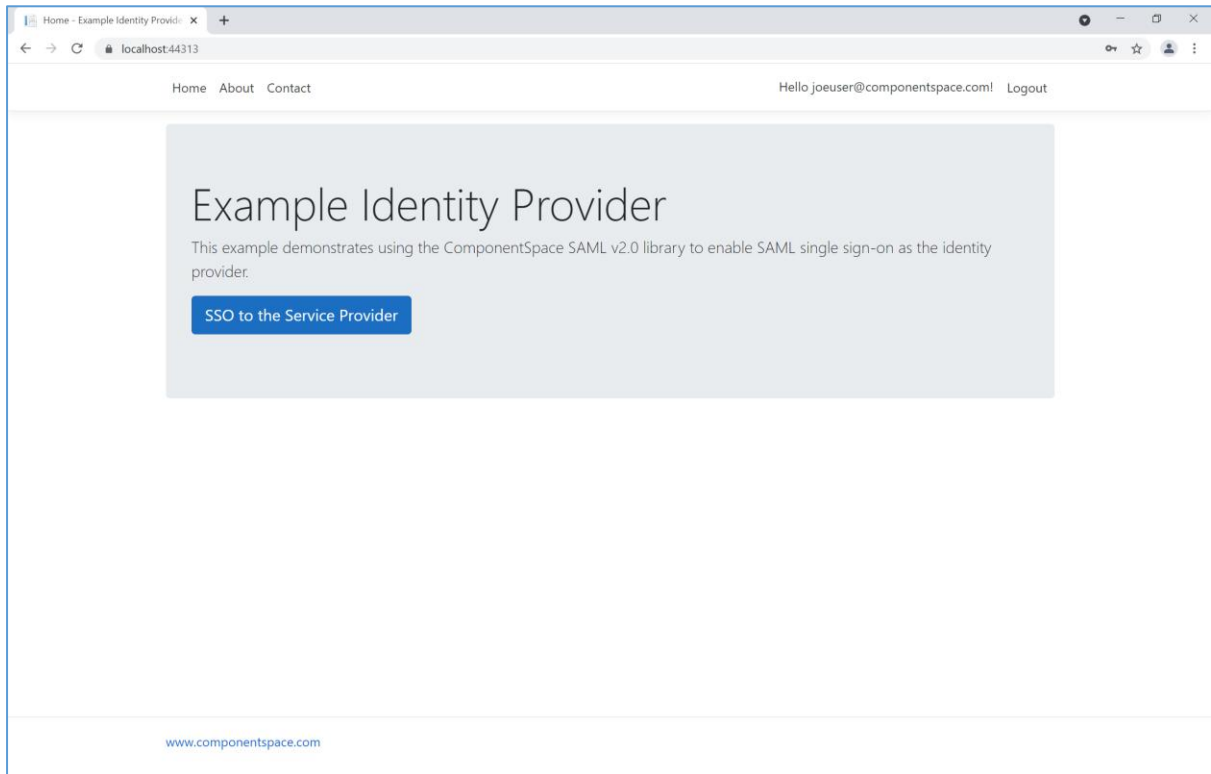 Home - Example Identity Provide
localhost:44313
Home About Contact Hello joeuser@componentspace.com! Logout
Example Identity Provider
This example demonstrates using the ComponentSpace SAML v2.0 library to enable SAML single sign-on as the identity
provider.
SSO to the Service Provider
www.componentspace.com